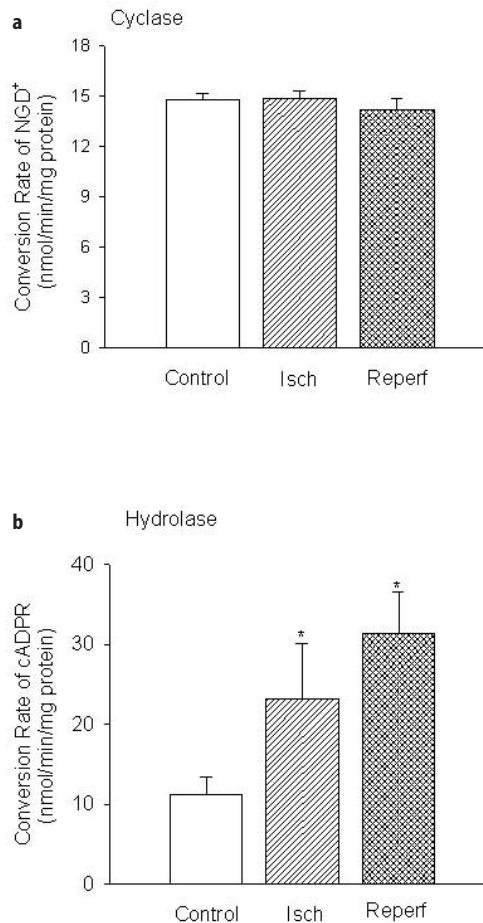 a
Cyclase
Conversion Rate of NGD⁺
(nmol/min/mg protein)
18
15
12
9
6
3
0
Control
Isch
Reperf
b
Hydrolase
Conversion Rate of cADPR
(nmol/min/mg protein)
40
30
20
10
0
*
*
Control
Isch
Reperf